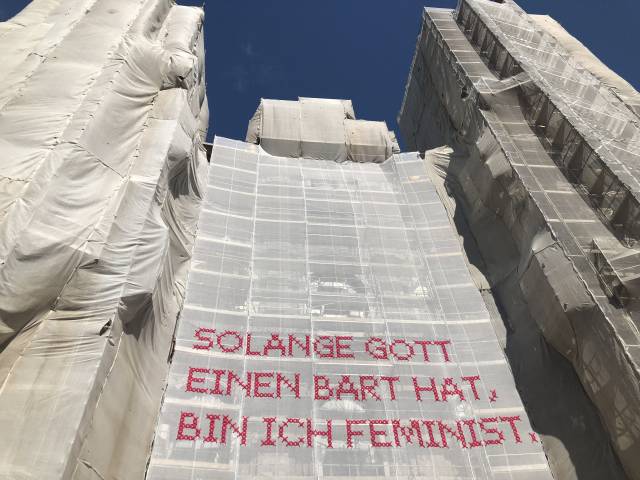 SOLANGE GOTT
EINEN BART HAT,
BIN ICH FEMINIST.